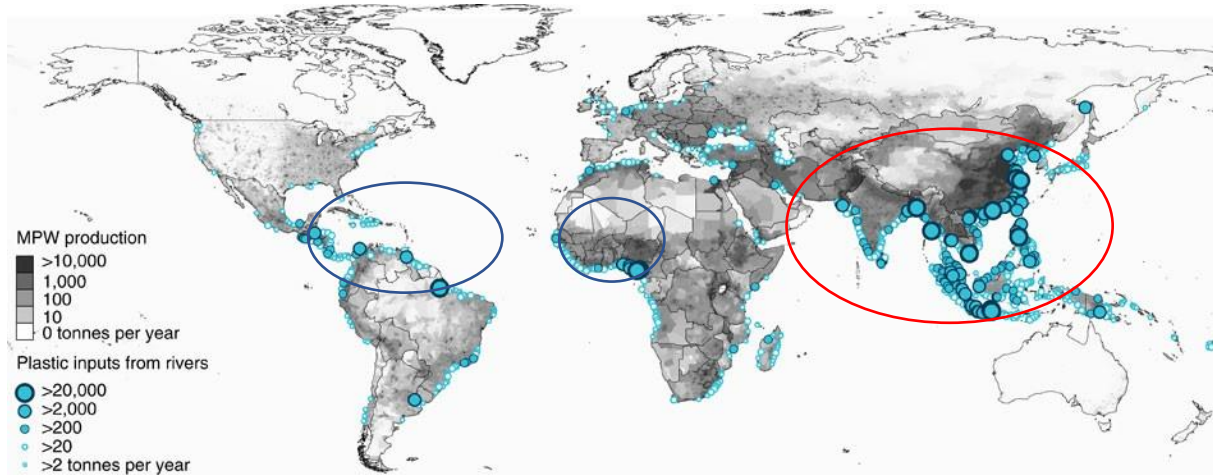 MPW production
>10,000
1,000
100
10
0 tonnes per year
Plastic inputs from rivers
>20,000
>2,000
>200
>20
>2 tonnes per year